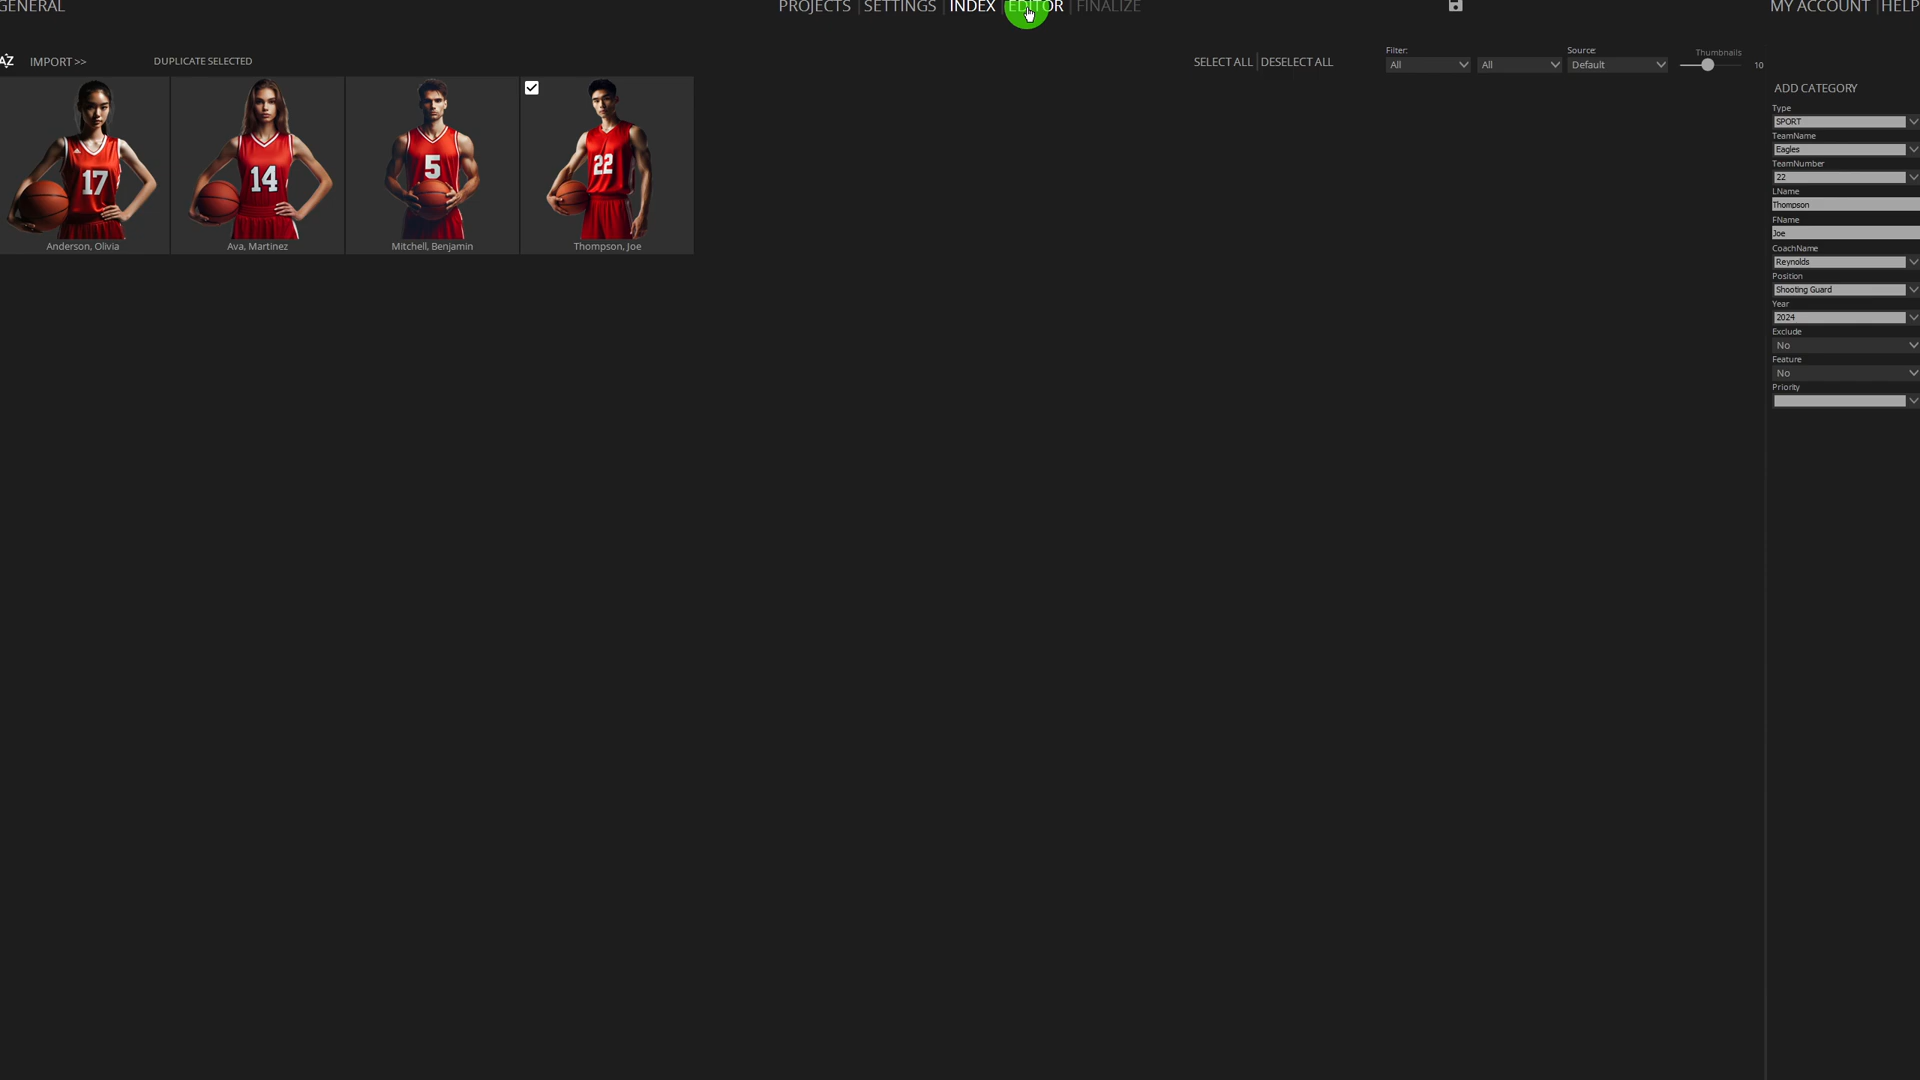 GENERAL
PROJECTS SETTINGS INDEX EDITOR FINALIZE
MY ACCOUNT HELP
AZ IMPORT >> DUPLICATE SELECTED
SELECT ALL DESELECT ALL
Filter:
All
All
Source:
Default
Thumbnails
10
17
Anderson, Olivia
14
Ava, Martinez
5
Mitchell, Benjamin
22
Thompson, Joe
ADD CATEGORY
Type
SPORT
TeamName
Eagles
TeamNumber
22
LName
Thompson
FName
Joe
CoachName
Reynolds
Position
Shooting Guard
Year
2024
Exclude
No
Feature
No
Priority